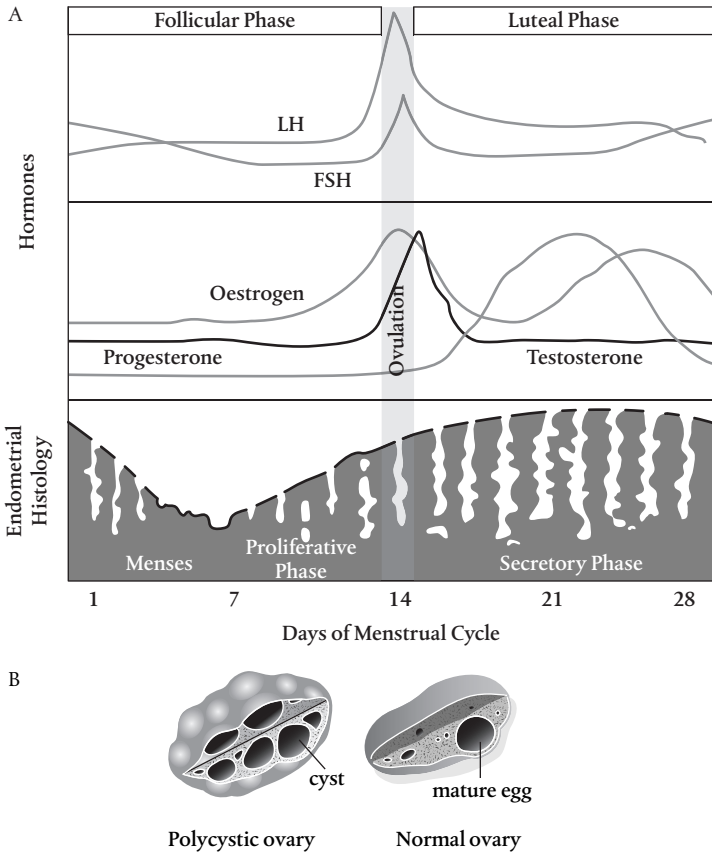 A
Follicular Phase
Luteal Phase
Hormones
LH
FSH
Oestrogen
Ovulation
Progesterone
Testosterone
Endometrial
Histology
Menses
Proliferative
Phase
Secretory Phase
1 7 14 21 28
Days of Menstrual Cycle
B
cyst
mature egg
Polycystic ovary
Normal ovary